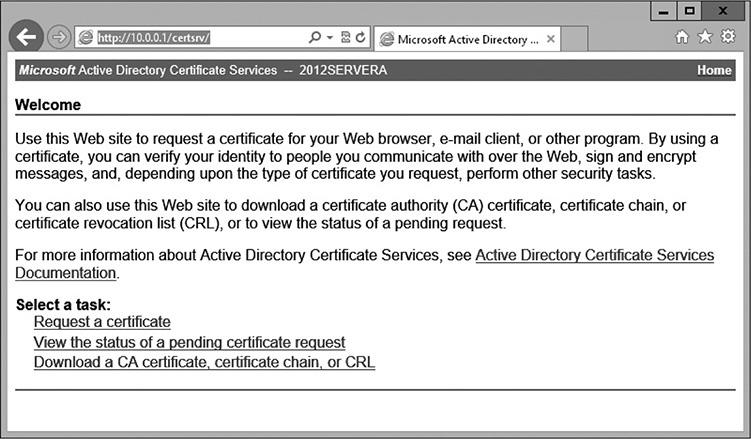 http://10.0.0.1/certsrv/
Microsoft Active Directory ...
Microsoft Active Directory Certificate Services -- 2012SERVERA
Home
Welcome
Use this Web site to request a certificate for your Web browser, e-mail client, or other program. By using a
certificate, you can verify your identity to people you communicate with over the Web, sign and encrypt
messages, and, depending upon the type of certificate you request, perform other security tasks.
You can also use this Web site to download a certificate authority (CA) certificate, certificate chain, or
certificate revocation list (CRL), or to view the status of a pending request.
For more information about Active Directory Certificate Services, see Active Directory Certificate Services
Documentation.
Select a task:
Request a certificate
View the status of a pending certificate request
Download a CA certificate, certificate chain, or CRL